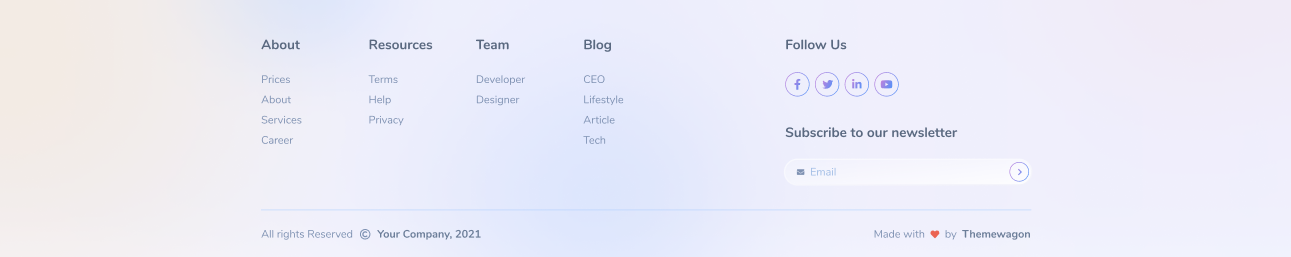 About
Prices
About
Services
Career
Resources
Terms
Help
Privacy
Team
Developer
Designer
Blog
CEO
Lifestyle
Article
Tech
Follow Us
Subscribe to our newsletter
Email
All rights Reserved © Your Company, 2021
Made with ❤ by Themewagon